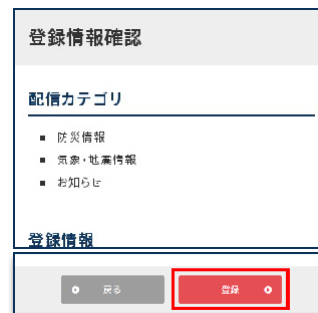 登録情報確認
配信カテゴリ
防災情報
気象・地震情報
お知らせ
登録情報
戻る
登録